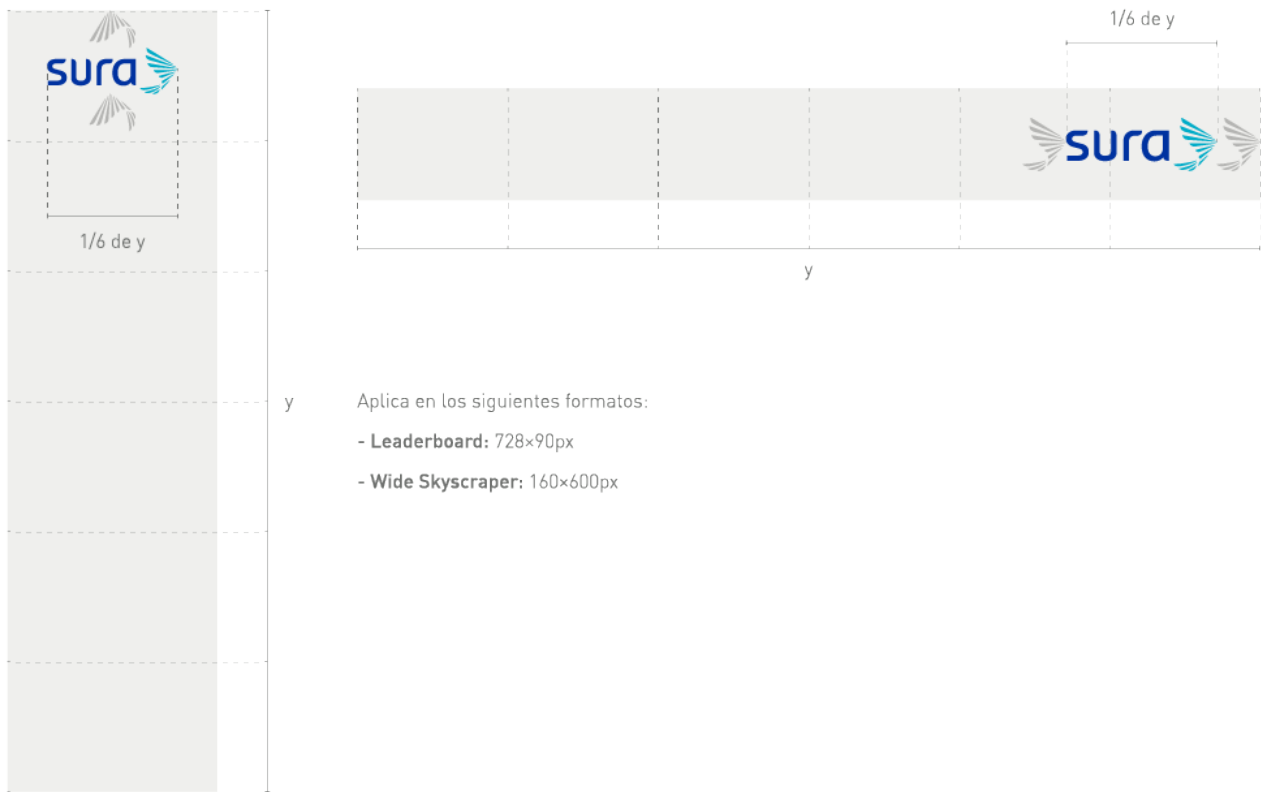 sura
1/6 de y
y
1/6 de y
sura
y
Aplica en los siguientes formatos:
- Leaderboard: 728×90px
- Wide Skyscraper: 160×600px